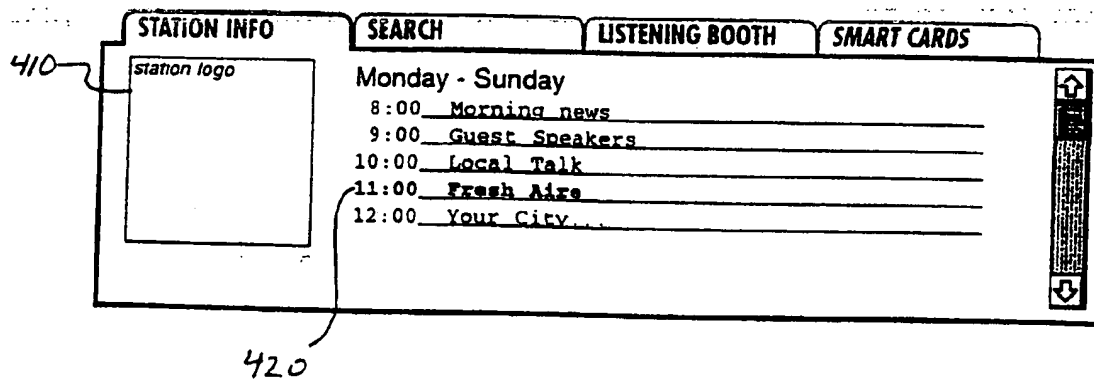 STATION INFO SEARCH LISTENING BOOTH SMART CARDS
410
station logo
Monday - Sunday
8:00 Morning news
9:00 Guest Speakers
10:00 Local Talk
11:00 Fresh Aire
12:00 Your City...
420